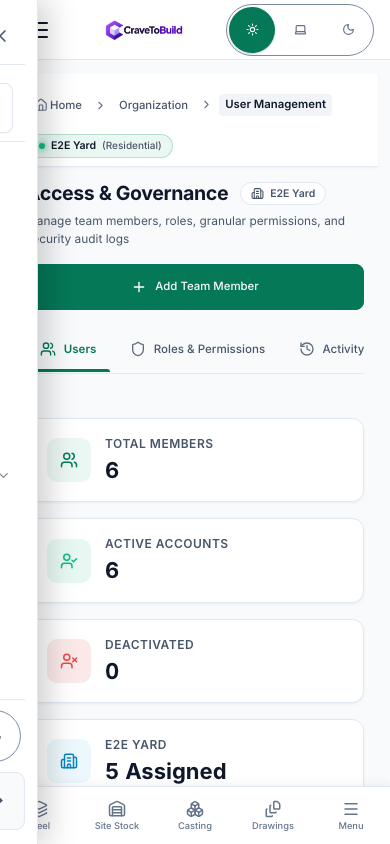 CraveToBuild
Home > Organization > User Management
E2E Yard (Residential)
Access & Governance E2E Yard
anage team members, roles, granular permissions, and
ecurity audit logs
+ Add Team Member
Users Roles & Permissions Activity
TOTAL MEMBERS
6
ACTIVE ACCOUNTS
6
DEACTIVATED
0
E2E YARD
5 Assigned
eel Site Stock Casting Drawings Menu